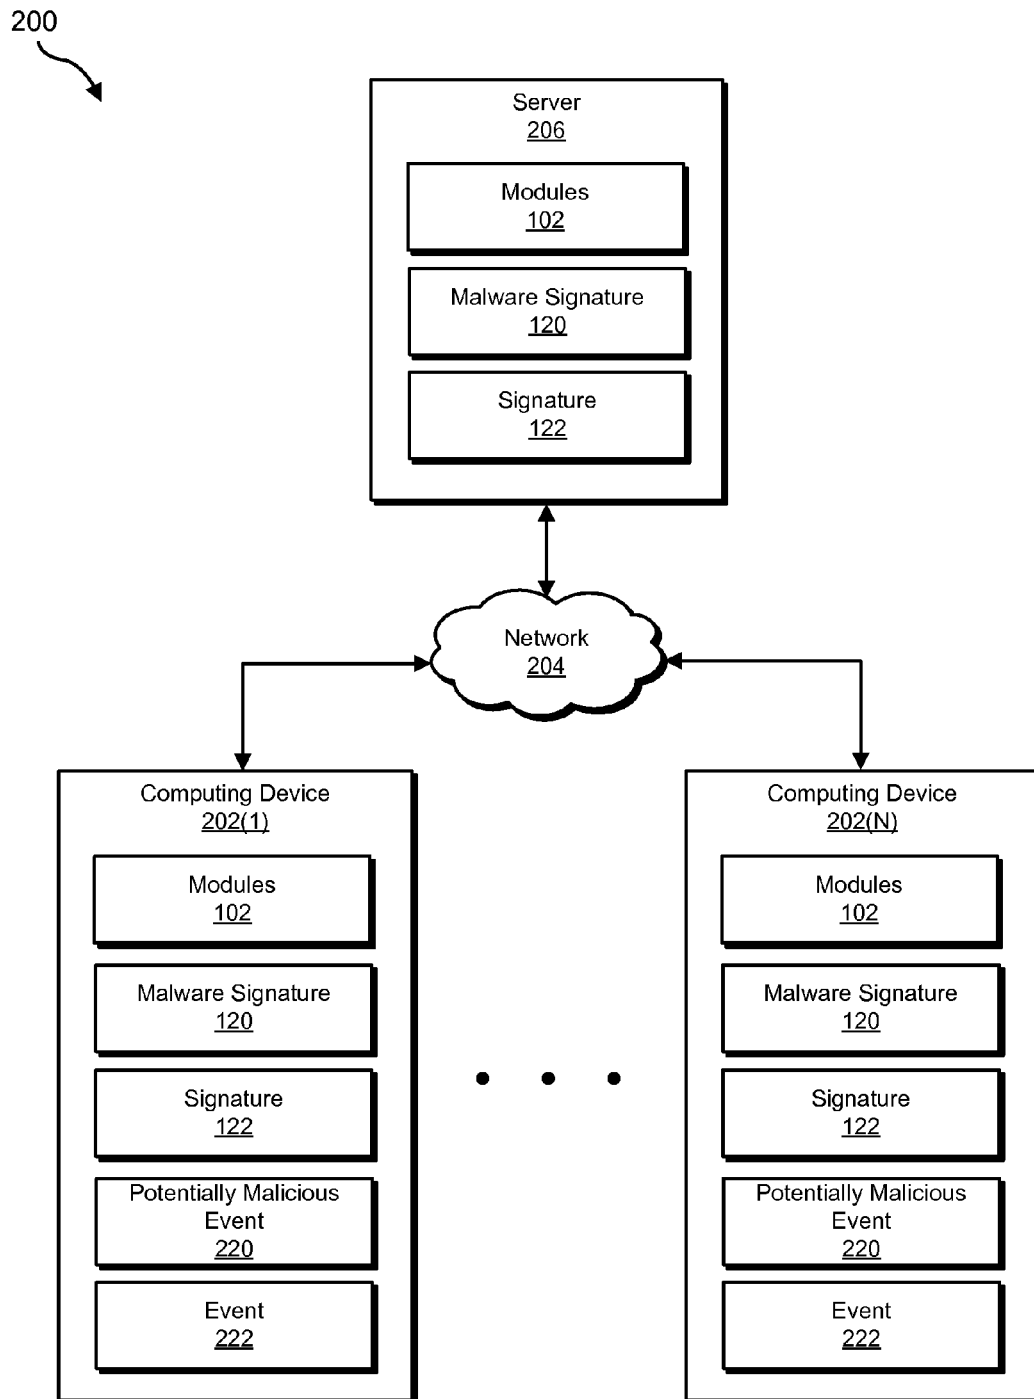 200
Server
206
Modules
102
Malware Signature
120
Signature
122
Network
204
Computing Device
202(1)
Modules
102
Malware Signature
120
Signature
122
Potentially Malicious
Event
220
Event
222
Computing Device
202(N)
Modules
102
Malware Signature
120
Signature
122
Potentially Malicious
Event
220
Event
222